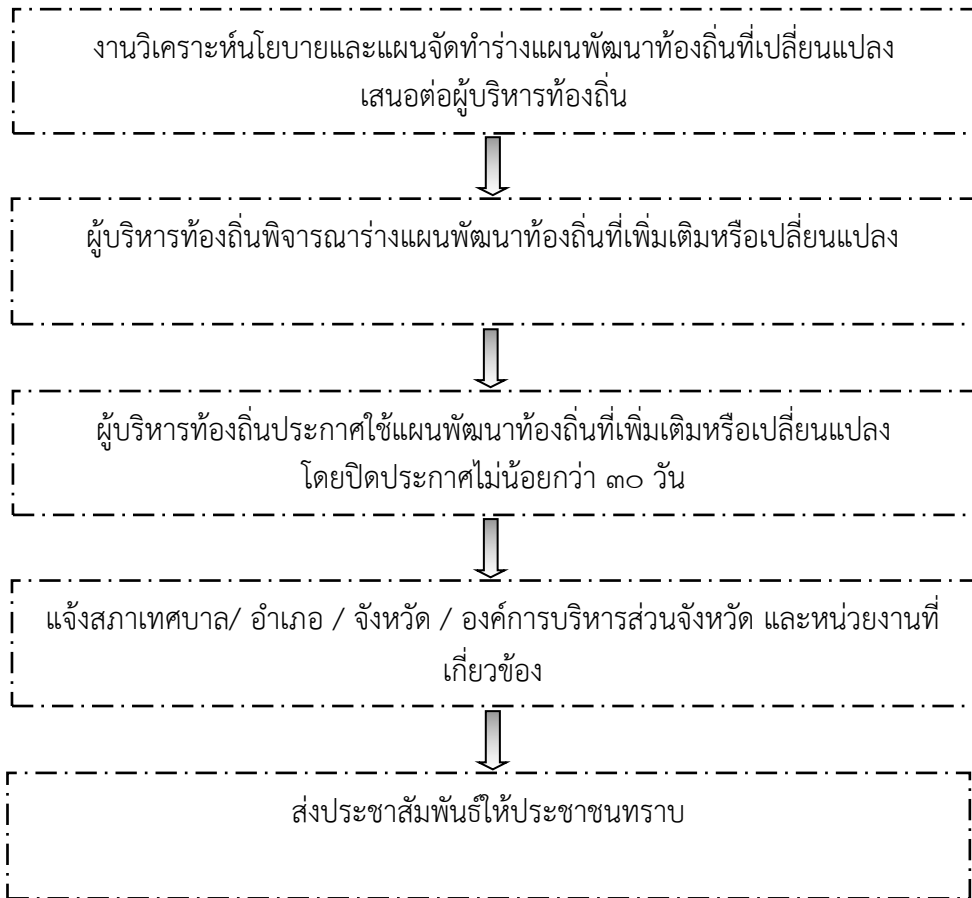 งานวิเคราะห์นโยบายและแผนจัดทำร่างแผนพัฒนาท้องถิ่นที่เปลี่ยนแปลง
เสนอต่อผู้บริหารท้องถิ่น
ผู้บริหารท้องถิ่นพิจารณาร่างแผนพัฒนาท้องถิ่นที่เพิ่มเติมหรือเปลี่ยนแปลง
ผู้บริหารท้องถิ่นประกาศใช้แผนพัฒนาท้องถิ่นที่เพิ่มเติมหรือเปลี่ยนแปลง
โดยปิดประกาศไม่น้อยกว่า ๓๐ วัน
แจ้งสภาเทศบาล/ อำเภอ / จังหวัด / องค์การบริหารส่วนจังหวัด และหน่วยงานที่
เกี่ยวข้อง
ส่งประชาสัมพันธ์ให้ประชาชนทราบ